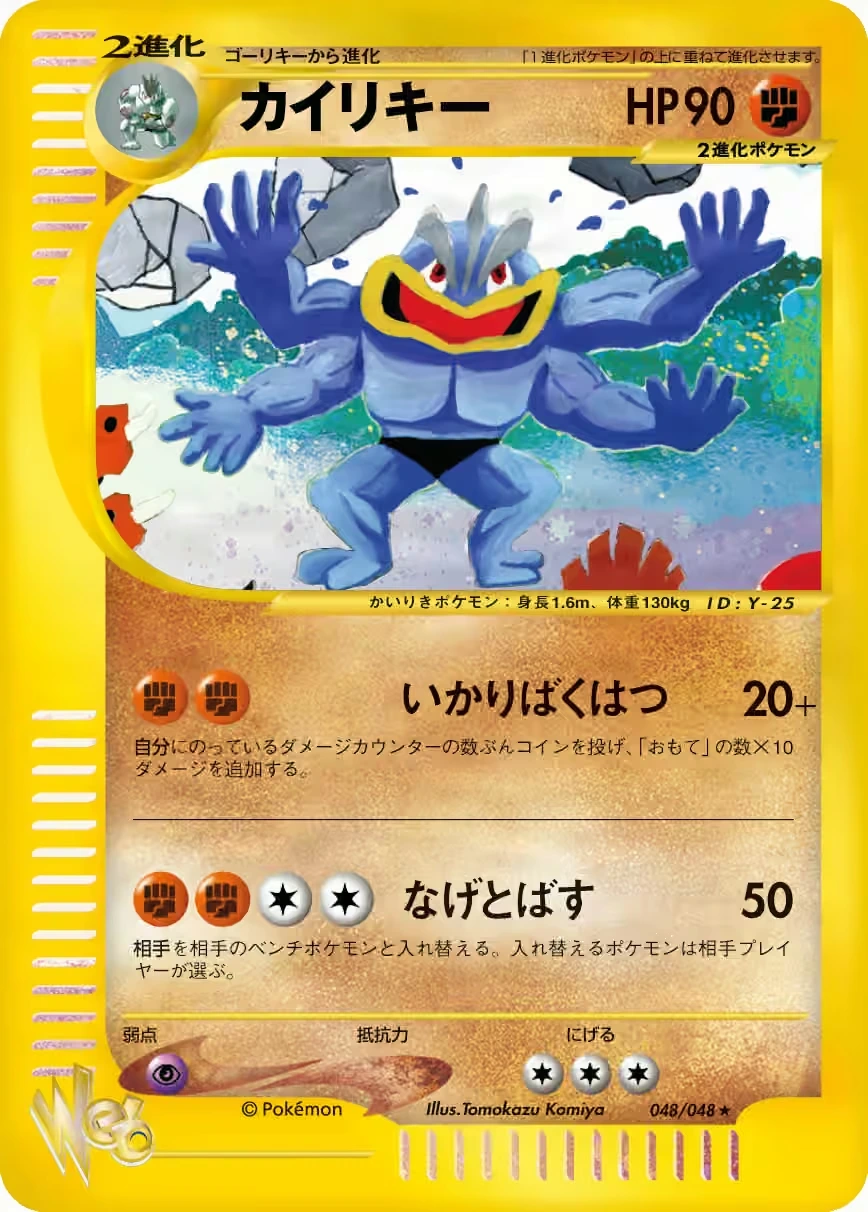 2進化
ゴーリキーから進化
「1進化ポケモン」の上に重ねて進化させます。
カイリキー
HP90
2進化ポケモン
かいりきポケモン：身長1.6m、体重130kg ID:Y-25
いかりばくはつ 20+
自分にのっているダメージカウンターの数ぶんコインを投げ、「おもて」の数×10
ダメージを追加する。
なげとばす 50
相手を相手のベンチポケモンと入れ替える。入れ替えるポケモンは相手プレイ
ヤーが選ぶ。
弱点 抵抗力 にげる
Web
©Pokémon Illus.Tomokazu Komiya 048/048★